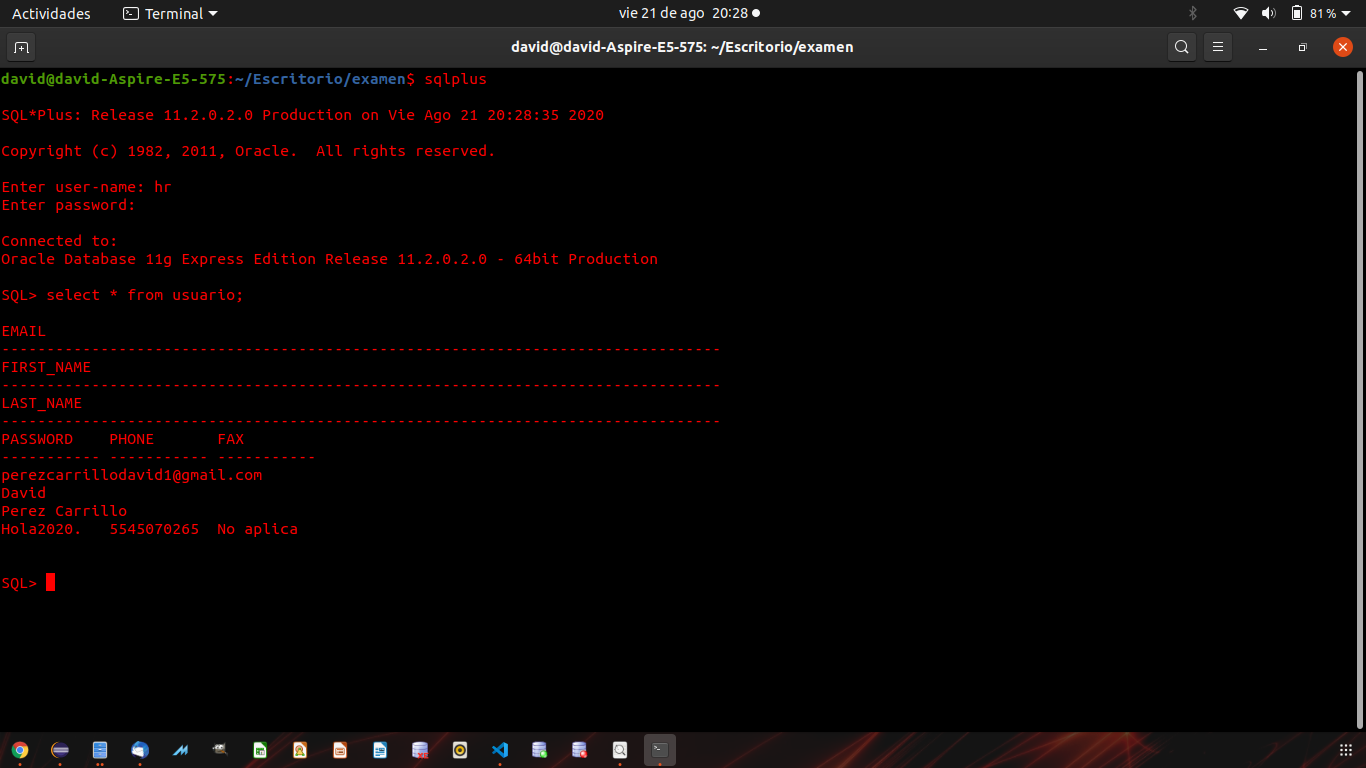 Actividades Terminal vie 21 de ago 20:28 81%
david@david-Aspire-E5-575: ~/Escritorio/examen
david@david-Aspire-E5-575:~/Escritorio/examen$ sqlplus
SQL*Plus: Release 11.2.0.2.0 Production on Vie Ago 21 20:28:35 2020
Copyright (c) 1982, 2011, Oracle.  All rights reserved.
Enter user-name: hr
Enter password:
Connected to:
Oracle Database 11g Express Edition Release 11.2.0.2.0 - 64bit Production
SQL> select * from usuario;
EMAIL
--------------------------------------------------------------------------------
FIRST_NAME
--------------------------------------------------------------------------------
LAST_NAME
--------------------------------------------------------------------------------
PASSWORD    PHONE       FAX
----------- ----------- -----------
perezcarrillodavid1@gmail.com
David
Perez Carrillo
Hola2020.   5545070265  No aplica
SQL>